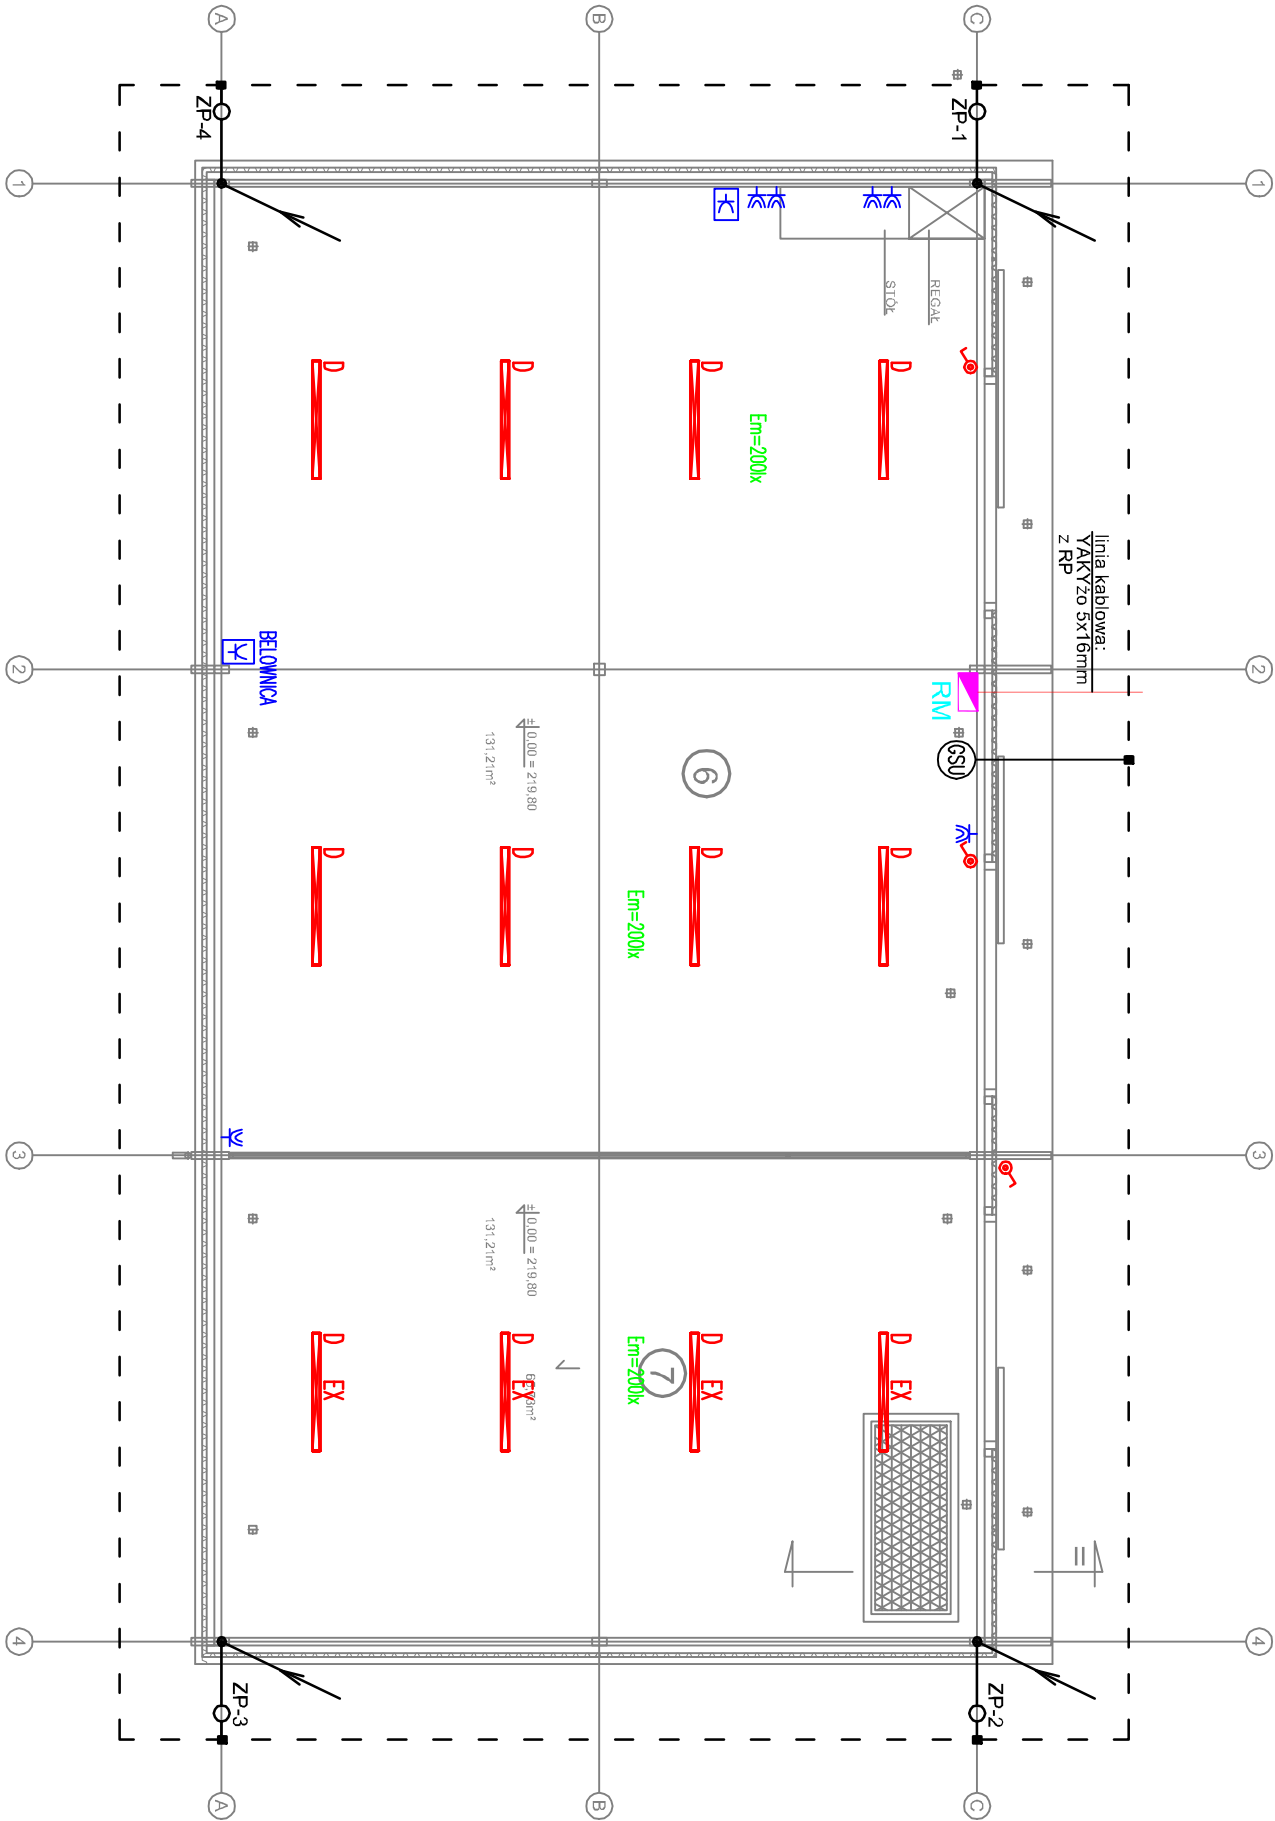 A
B
C
ZP-4
ZP-1
1
1
REGAŁ
STÓŁ
D
D
D
D
Em=200lx
linia kablowa:
YAKYżo 5x16mm
z RP
BELOWNICA
2
2
RM
GSU
± 0,00 = 219,80
131,21m²
6
D
D
D
D
Em=200lx
3
3
± 0,00 = 219,80
131,21m²
D
D
D
D
Em=200lx
7
EX
EX
EX
EX
II
4
4
ZP-3
ZP-2
A
B
C